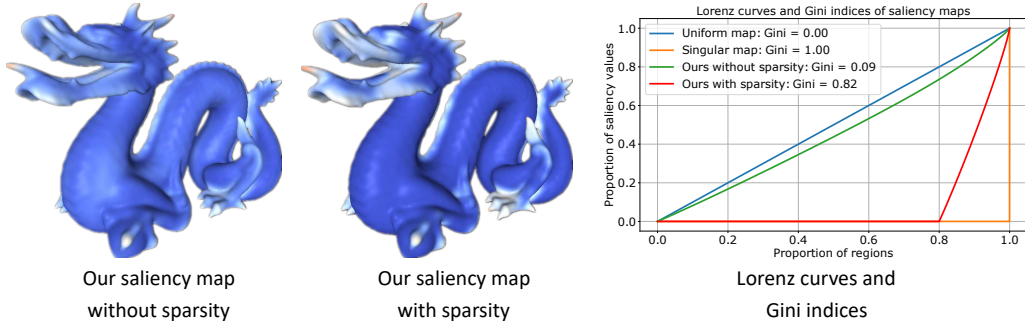 Lorenz curves and Gini indices of saliency maps
1.0
0.8
0.6
0.4
0.2
0.0
Proportion of saliency values
Uniform map: Gini = 0.00
Singular map: Gini = 1.00
Ours without sparsity: Gini = 0.09
Ours with sparsity: Gini = 0.82
0.0 0.2 0.4 0.6 0.8 1.0
Proportion of regions
Our saliency map
without sparsity
Our saliency map
with sparsity
Lorenz curves and
Gini indices